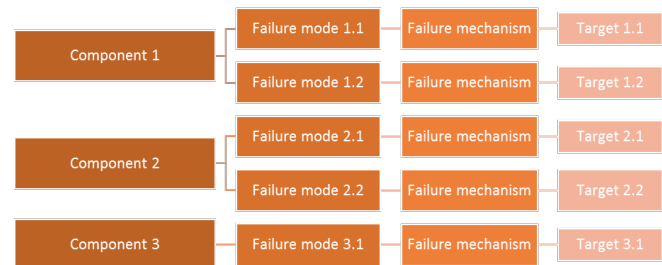 Component 1
Failure mode 1.1
Failure mechanism
Target 1.1
Failure mode 1.2
Failure mechanism
Target 1.2
Component 2
Failure mode 2.1
Failure mechanism
Target 2.1
Failure mode 2.2
Failure mechanism
Target 2.2
Component 3
Failure mode 3.1
Failure mechanism
Target 3.1